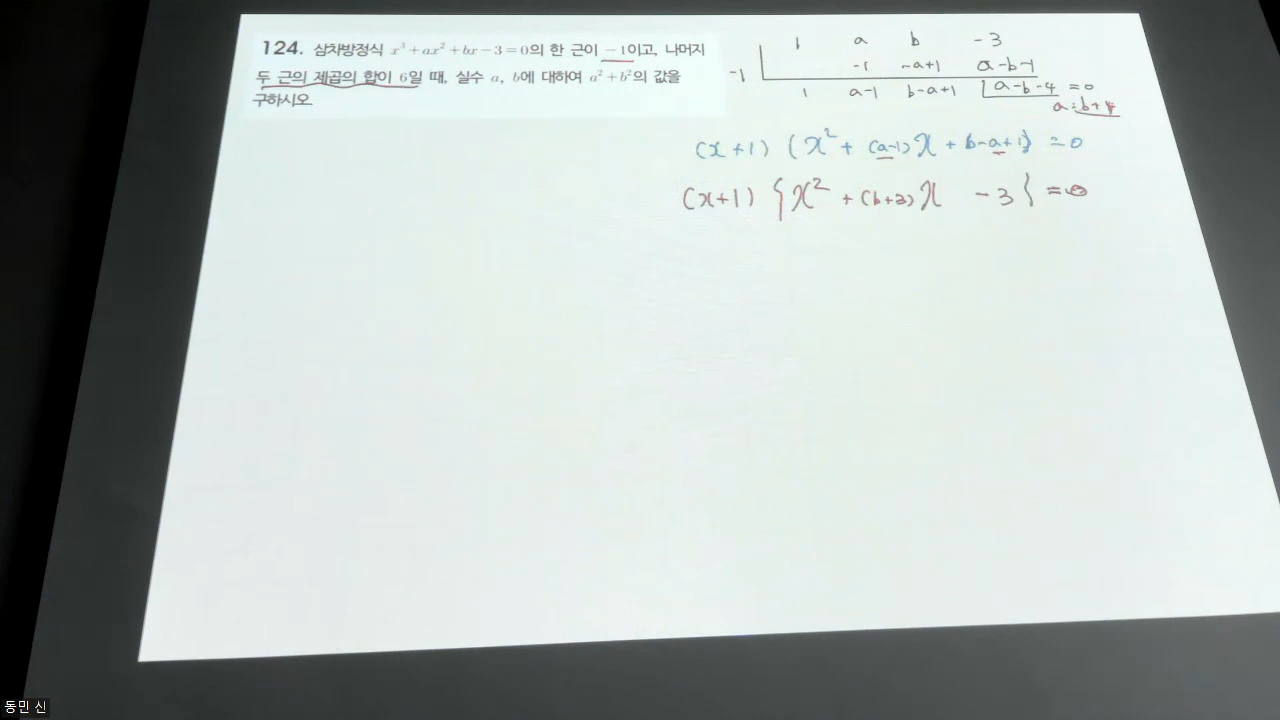 124. 삼차방정식 x³+ax²+bx-3=0의 한 근이 -1이고, 나머지
두 근의 제곱의 합이 6일 때, 실수 a, b에 대하여 a²+b²의 값을
구하시오
1 a b -3
-1 -1 -a+1 a-b-1
1 a-1 b-a+1 a-b-4 =0
a=b+4
(x+1) (x² + (a-1)x + b-a+1} =0
(x+1) {x² +(b+3)x -3} =0
동민 신